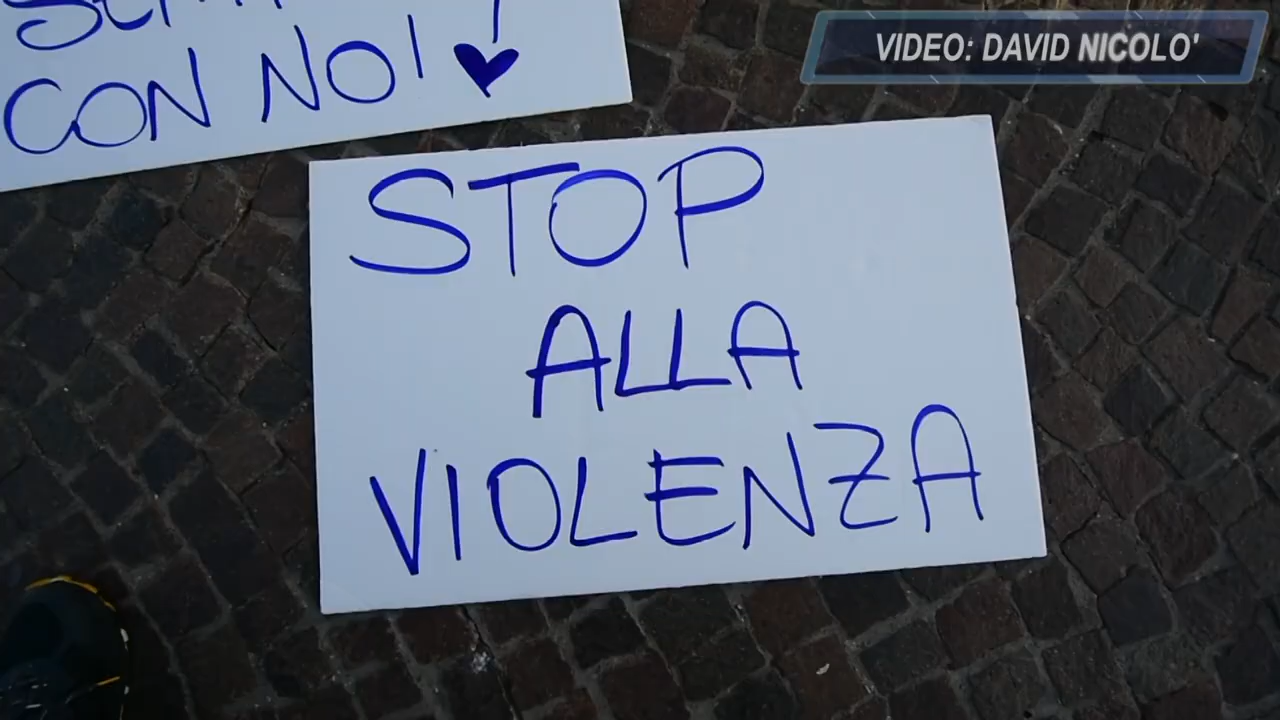 CON NOI
VIDEO: DAVID NICOLO'
STOP
ALLA
VIOLENZA